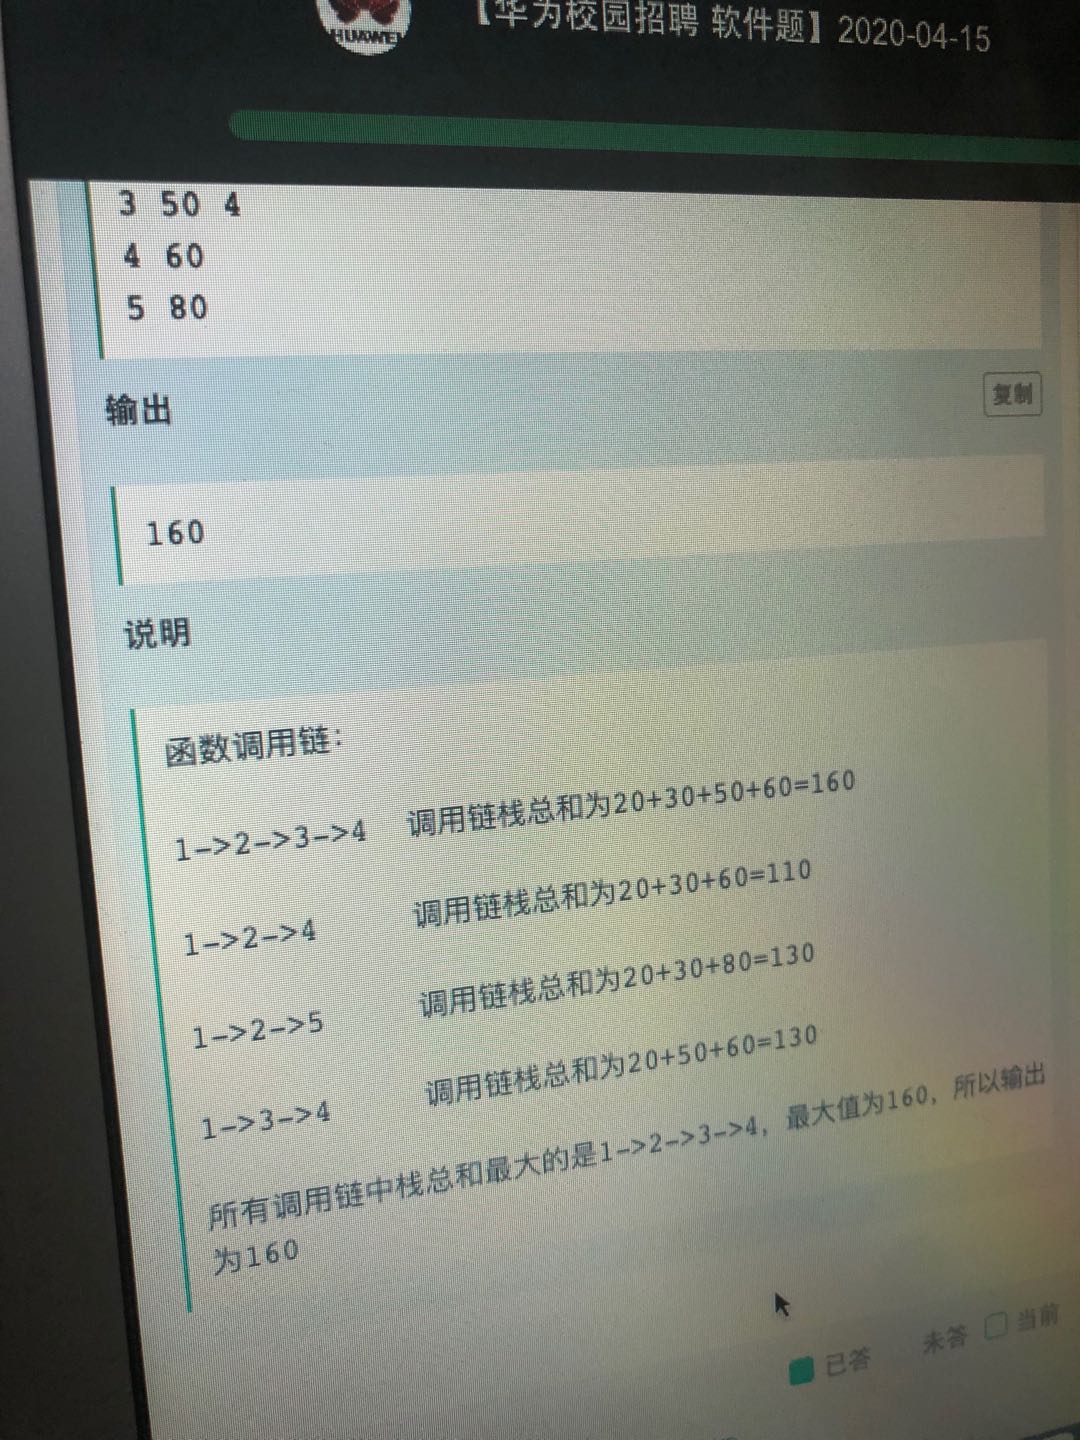 HUAWEI
【华为校园招聘 软件题】2020-04-15
3 50 4
4 60
5 80
输出
复制
160
说明
函数调用链:
1->2->3->4 调用链栈总和为20+30+50+60=160
1->2->4 调用链栈总和为20+30+60=110
1->2->5 调用链栈总和为20+30+80=130
1->3->4 调用链栈总和为20+50+60=130
所有调用链中栈总和最大的是1->2->3->4，最大值为160，所以输出
为160
已答 未答 当前